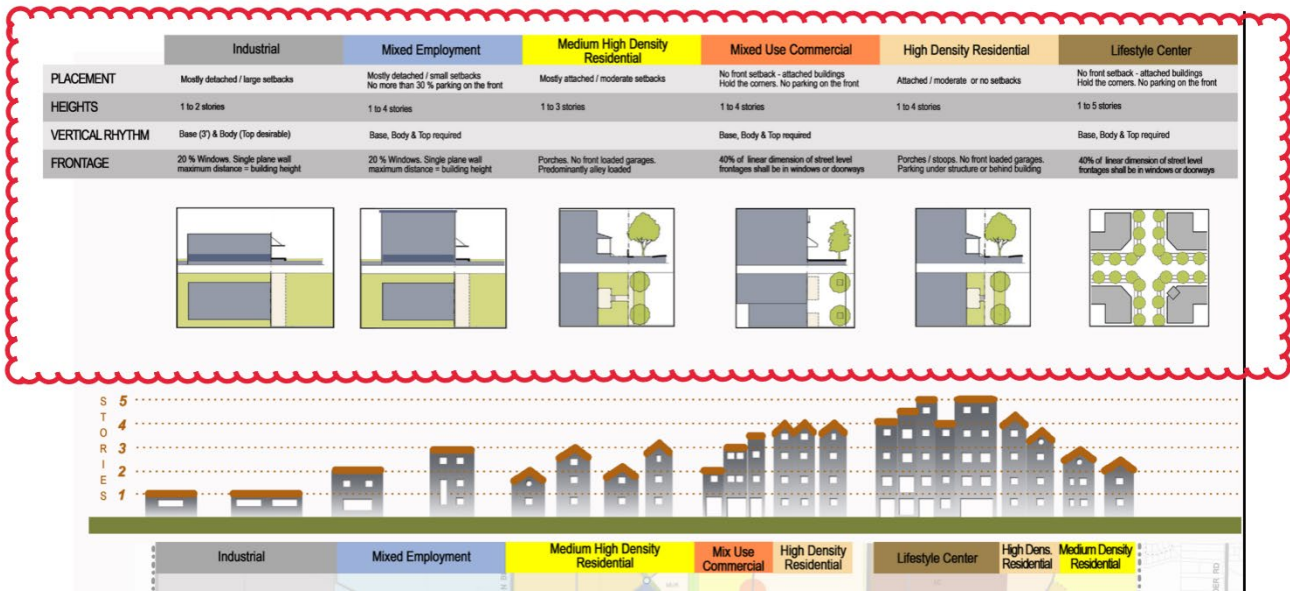 Industrial
Mixed Employment
Medium High Density
Residential
Mixed Use Commercial
High Density Residential
Lifestyle Center
PLACEMENT
Mostly detached / large setbacks
Mostly detached / small setbacks
No more than 30 % parking on the front
Mostly attached / moderate setbacks
No front setback - attached buildings
Hold the corners. No parking on the front
Attached / moderate or no setbacks
No front setback - attached buildings
Hold the corners. No parking on the front
HEIGHTS
1 to 2 stories
1 to 4 stories
1 to 3 stories
1 to 4 stories
1 to 4 stories
1 to 5 stories
VERTICAL RHYTHIM
Base (3') & Body (Top desirable)
Base, Body & Top required
Base, Body & Top required
Base, Body & Top required
FRONTAGE
20 % Windows. Single plane wall
maximum distance = building height
20 % Windows. Single plane wall
maximum distance = building height
Porches. No front loaded garages.
Predominantly alley loaded
40% of linear dimension of street level
frontages shall be in windows or doorways
Porches / stoops. No front loaded garages.
Parking under structure or behind building
40% of linear dimension of street level
frontages shall be in windows or doorways
STORIES
5
4
3
2
1
Industrial
Mixed Employment
Medium High Density
Residential
Mix Use
Commercial
High Density
Residential
Lifestyle Center
High Dens.
Residential
Medium Density
Residential